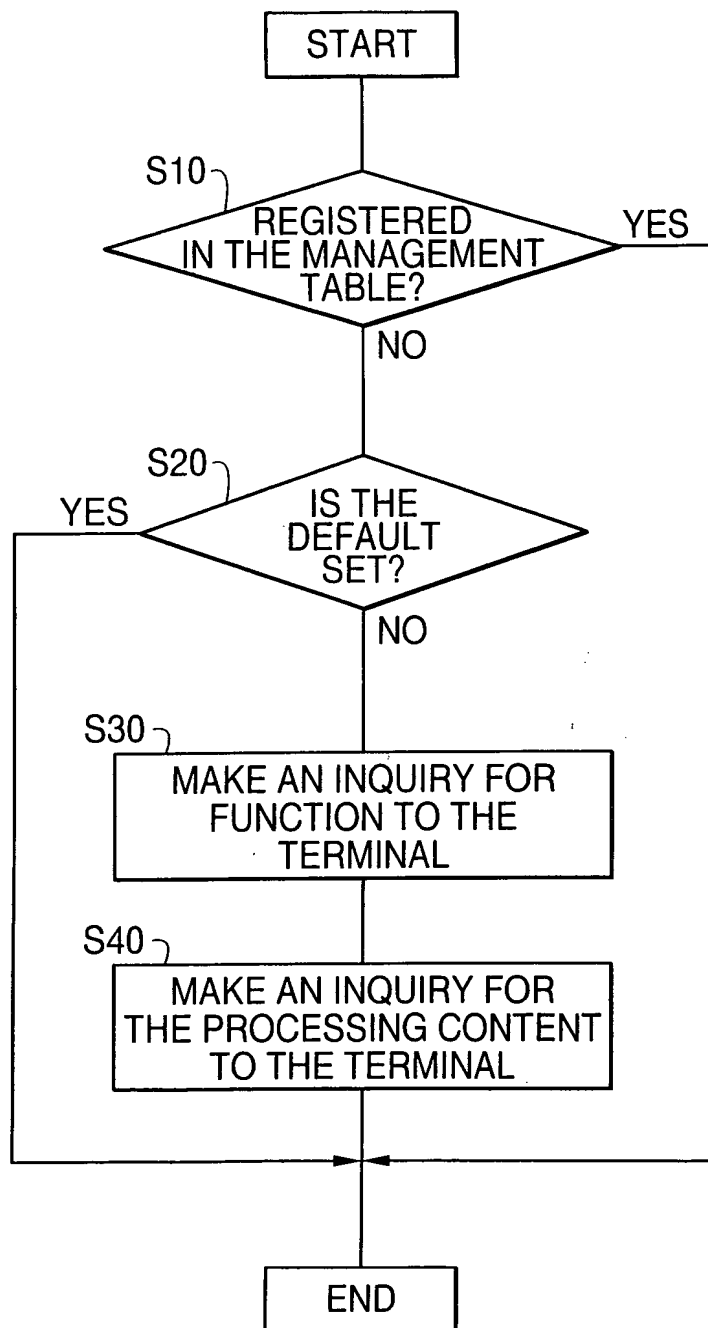 START
S10
REGISTERED
IN THE MANAGEMENT
TABLE?
YES
NO
S20
YES
IS THE
DEFAULT
SET?
NO
S30
MAKE AN INQUIRY FOR
FUNCTION TO THE
TERMINAL
S40
MAKE AN INQUIRY FOR
THE PROCESSING CONTENT
TO THE TERMINAL
END